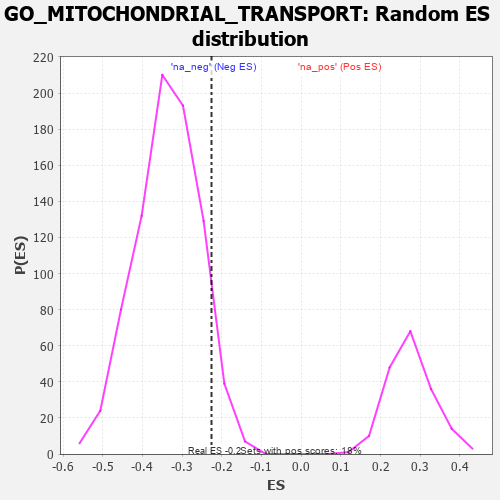 GO_MITOCHONDRIAL_TRANSPORT: Random ES
distribution
'na_neg' (Neg ES)
'na_pos' (Pos ES)
220
200
180
160
140
120
100
80
60
40
20
0
P(ES)
Real ES -0.2
Sets with pos scores: 18%
-0.6 -0.5 -0.4 -0.3 -0.2 -0.1 0.0 0.1 0.2 0.3 0.4
ES